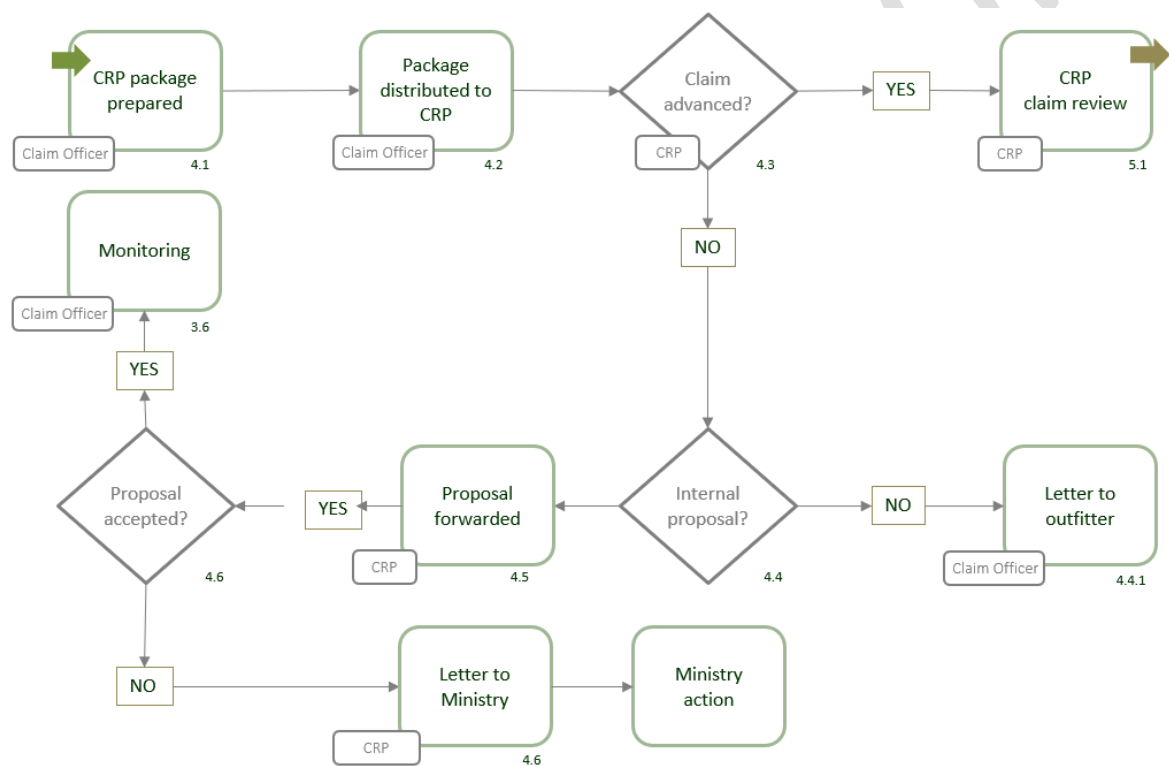 CRP package
prepared
Claim Officer
4.1
Package
distributed to
CRP
Claim Officer
4.2
Claim
advanced?
CRP
4.3
YES
CRP
claim review
CRP
5.1
NO
Monitoring
Claim Officer
3.6
YES
Proposal
accepted?
4.6
YES
Proposal
forwarded
CRP
4.5
Internal
proposal?
4.4
NO
Letter to
outfitter
Claim Officer
4.4.1
NO
Letter to
Ministry
CRP
4.6
Ministry
action